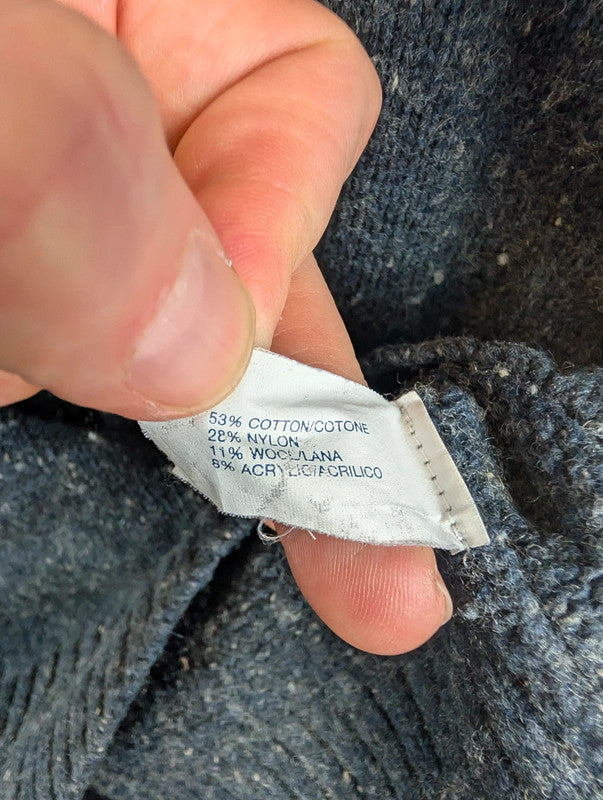 53% COTTON/COTONE
28% NYLON
11% WOOL/LANA
8% ACRYLIC/ACRILICO